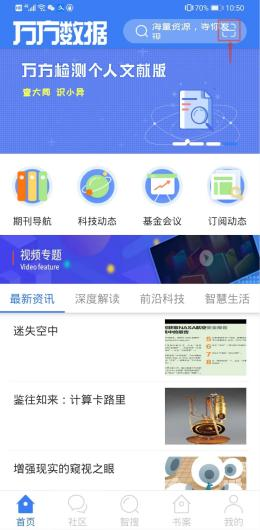 70% 10:50
万方数据
海量资源，等你发现
万方检测个人文献版
查大同 识小异
期刊导航
科技动态
基金会议
订阅动态
视频专题
Video feature
最新资讯
深度解读
前沿科技
智慧生活
迷失空中
鉴往知来：计算卡路里
增强现实的窥视之眼
首页
社区
智搜
书案
我的